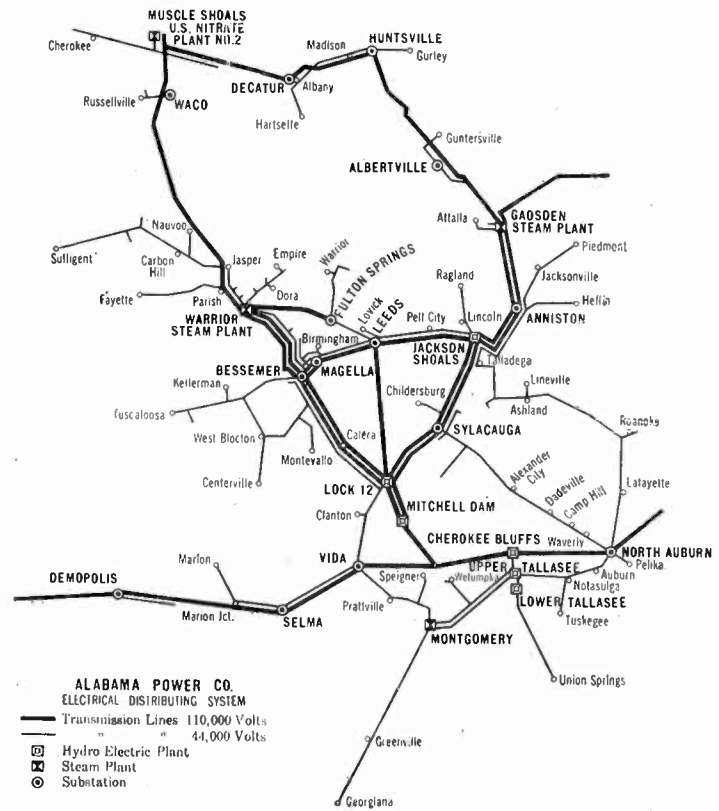 MUSCLE SHOALS
U.S. NITRATE
PLANT NO.2
Cherokee
Madison
HUNTSVILLE
Gurley
DECATUR
Albany
Russellville
WACO
Hartselle
Guntersville
ALBERTVILLE
Attalla
GADSDEN
STEAM PLANT
Nauvoo
Sulligent
Carbon
Hill
Jasper
Empire
Warrior
Piedmont
Jacksonville
Ragland
FULTON SPRINGS
Fayette
Parish
Dora
Heflin
WARRIOR
STEAM PLANT
Lovick
LEEDS
Pell City
Lincoln
ANNISTON
Birmingham
JACKSON
SHOALS
Talladega
MAGELLA
BESSEMER
Kellerman
Childersburg
Lineville
Ashland
Tuscaloosa
Roanoke
SYLACAUGA
West Blocton
Calera
Montevallo
Alexander
City
Centerville
LOCK 12
Dadeville
Camp Hill
Lafayette
MITCHELL DAM
Clanton
CHEROKEE BLUFFS
Waverly
NORTH AUBURN
VIDA
UPPER
TALLASEE
Auburn
Pelika
Marion
Speigner
Wetumpka
Notasulga
DEMOPOLIS
Prattville
LOWER TALLASEE
Marion Jcl.
SELMA
Tuskegee
MONTGOMERY
Union Springs
ALABAMA POWER CO.
ELECTRICAL DISTRIBUTING SYSTEM
Transmission Lines 110,000 Volts
" " 44,000 Volts
Hydro Electric Plant
Steam Plant
Substation
Greenville
Georgiana